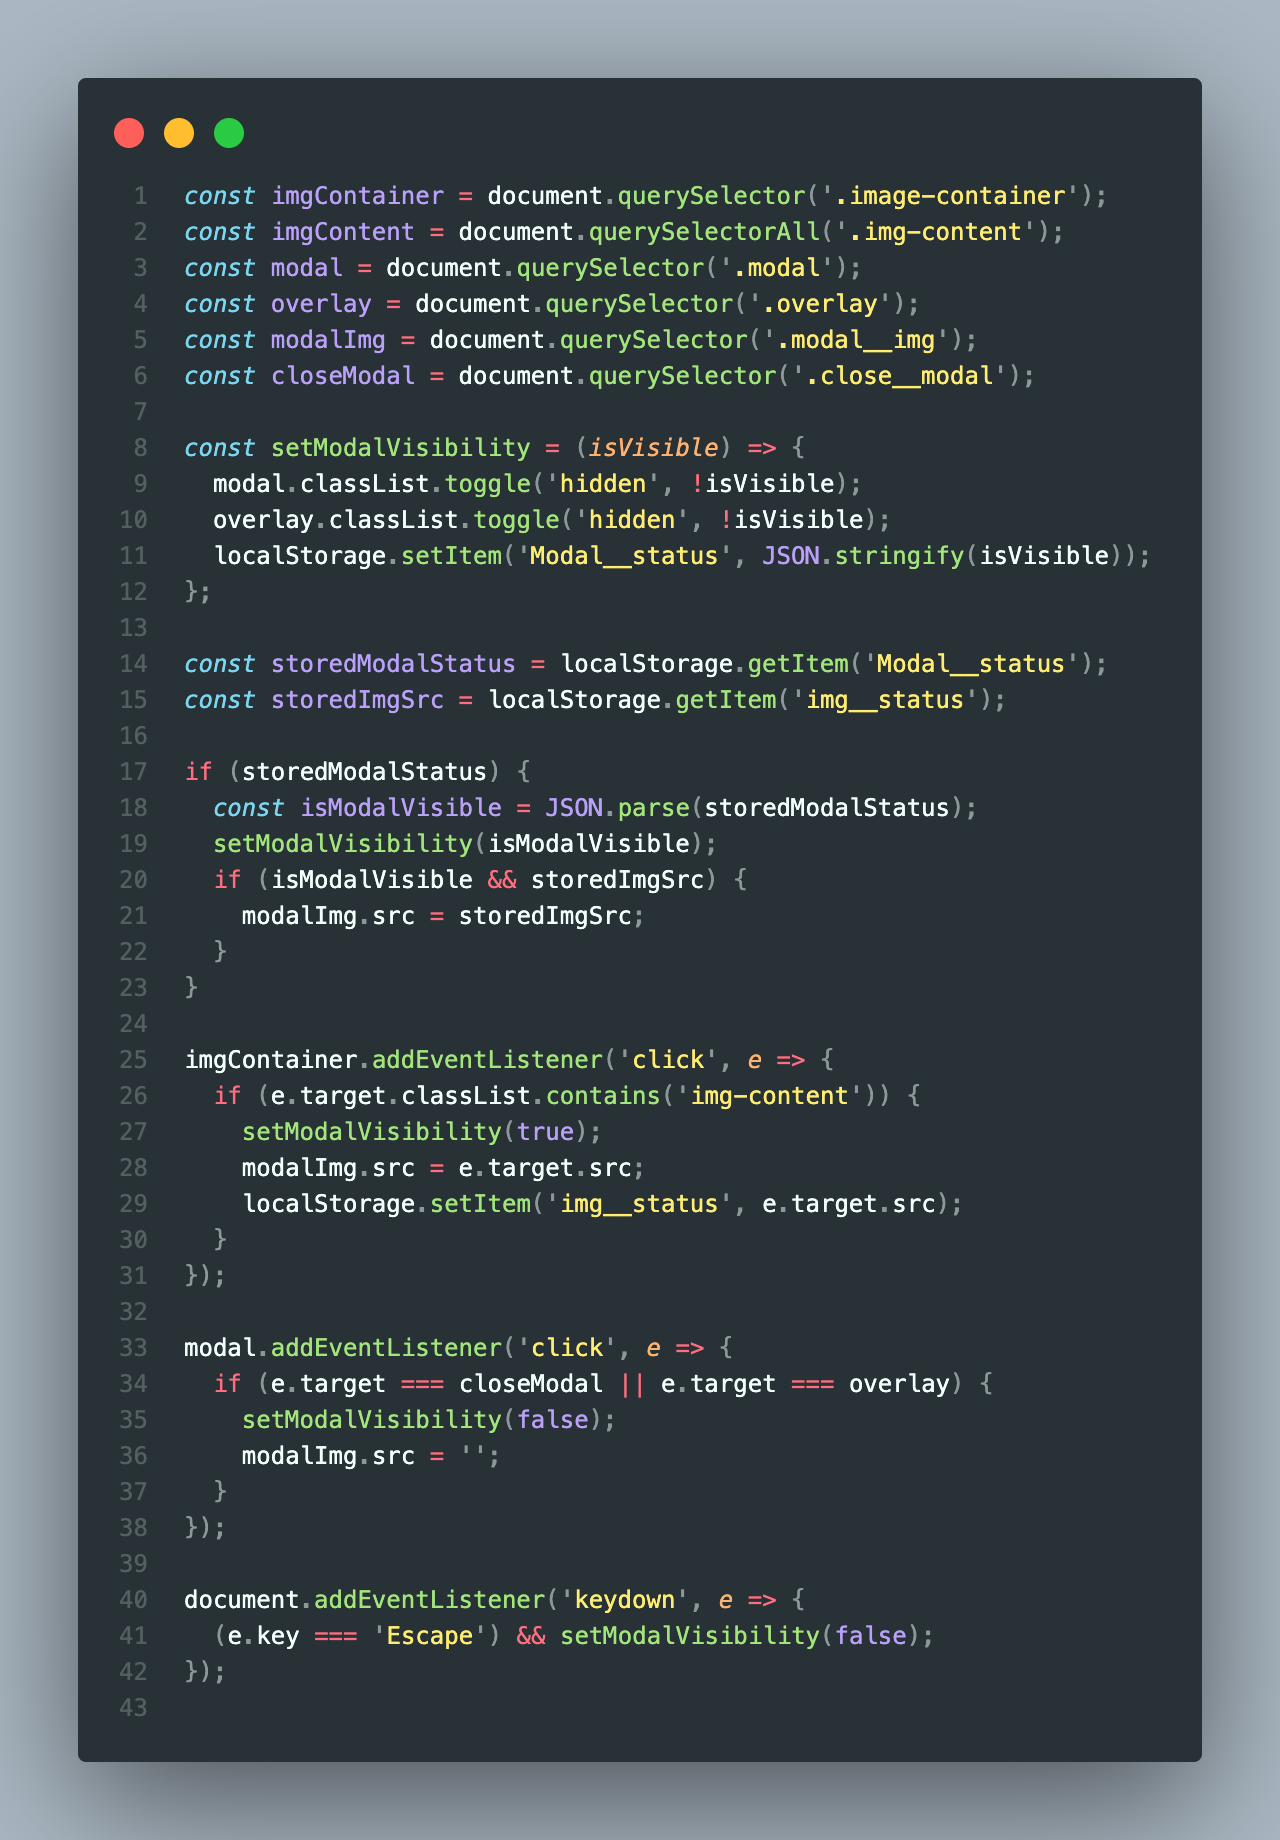 1 const imgContainer = document.querySelector('.image-container');
2 const imgContent = document.querySelectorAll('.img-content');
3 const modal = document.querySelector('.modal');
4 const overlay = document.querySelector('.overlay');
5 const modalImg = document.querySelector('.modal__img');
6 const closeModal = document.querySelector('.close__modal');
7
8 const setModalVisibility = (isVisible) => {
9   modal.classList.toggle('hidden', !isVisible);
10   overlay.classList.toggle('hidden', !isVisible);
11   localStorage.setItem('Modal__status', JSON.stringify(isVisible));
12 };
13
14 const storedModalStatus = localStorage.getItem('Modal__status');
15 const storedImgSrc = localStorage.getItem('img__status');
16
17 if (storedModalStatus) {
18   const isModalVisible = JSON.parse(storedModalStatus);
19   setModalVisibility(isModalVisible);
20   if (isModalVisible && storedImgSrc) {
21     modalImg.src = storedImgSrc;
22   }
23 }
24
25 imgContainer.addEventListener('click', e => {
26   if (e.target.classList.contains('img-content')) {
27     setModalVisibility(true);
28     modalImg.src = e.target.src;
29     localStorage.setItem('img__status', e.target.src);
30   }
31 });
32
33 modal.addEventListener('click', e => {
34   if (e.target === closeModal || e.target === overlay) {
35     setModalVisibility(false);
36     modalImg.src = '';
37   }
38 });
39
40 document.addEventListener('keydown', e => {
41   (e.key === 'Escape') && setModalVisibility(false);
42 });
43